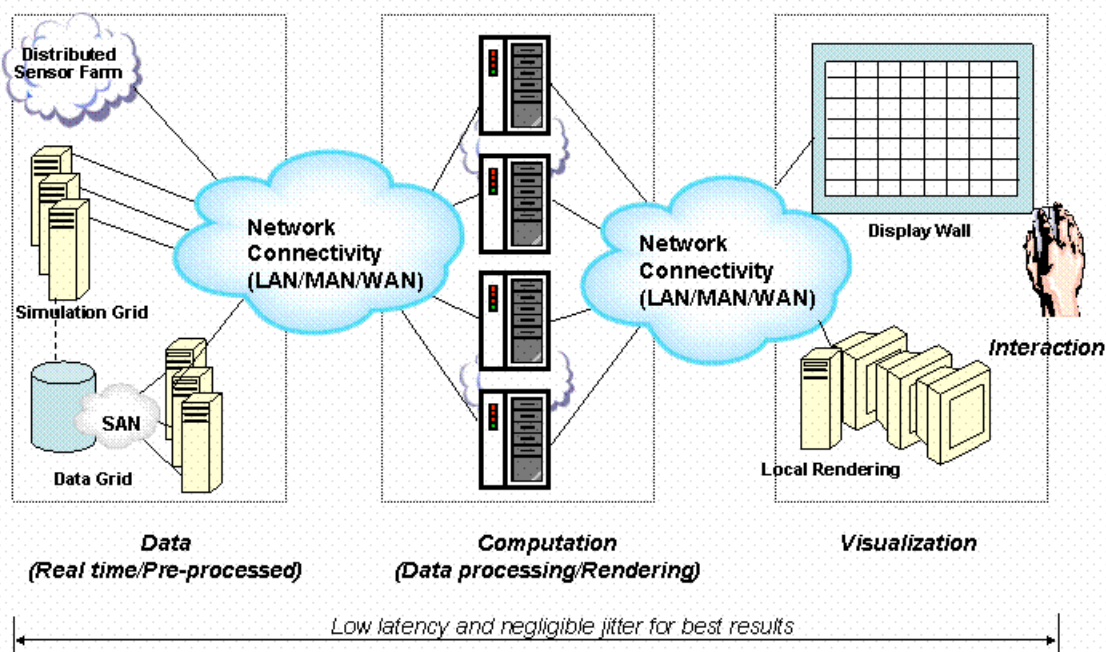 Distributed
Sensor Farm
Simulation Grid
SAN
Data Grid
Network
Connectivity
(LAN/MAN/WAN)
Network
Connectivity
(LAN/MAN/WAN)
Display Wall
Interaction
Local Rendering
Data
(Real time/Pre-processed)
Computation
(Data processing/Rendering)
Visualization
Low latency and negligible jitter for best results